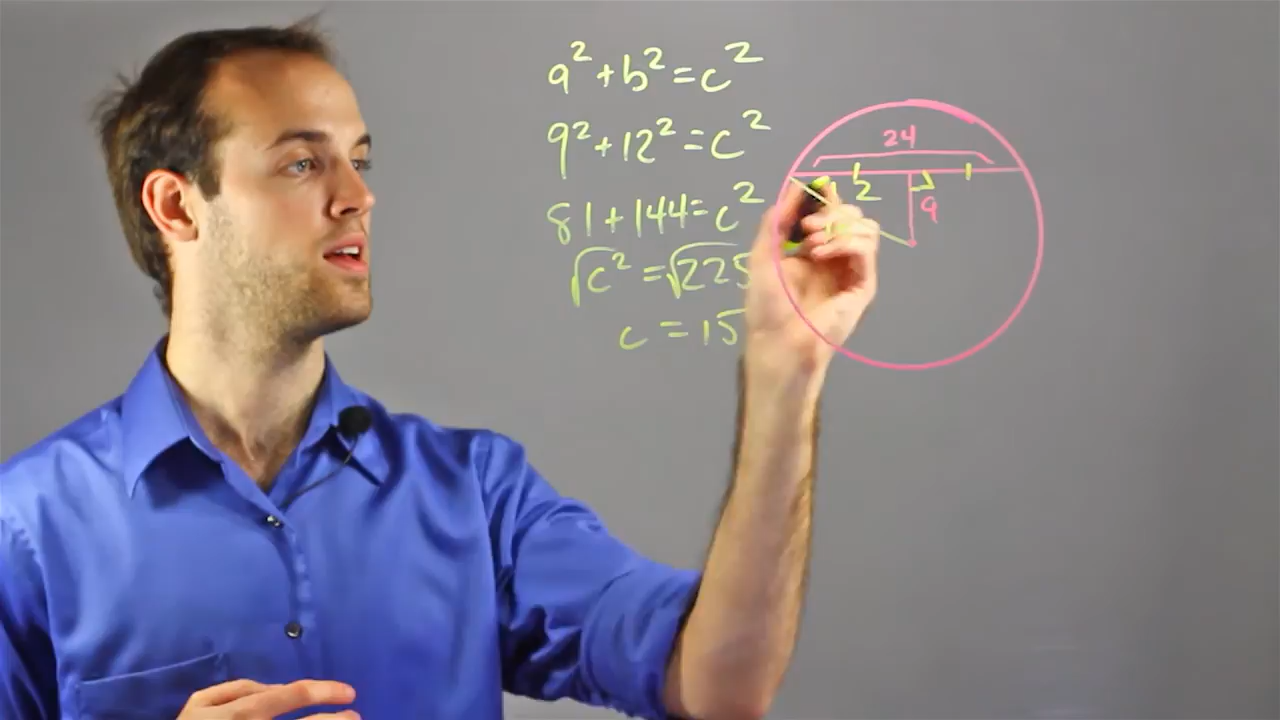 a² + b² = c²
9² + 12² = c²
81 + 144 = c²
√c² = √225
c = 15
24
12
9